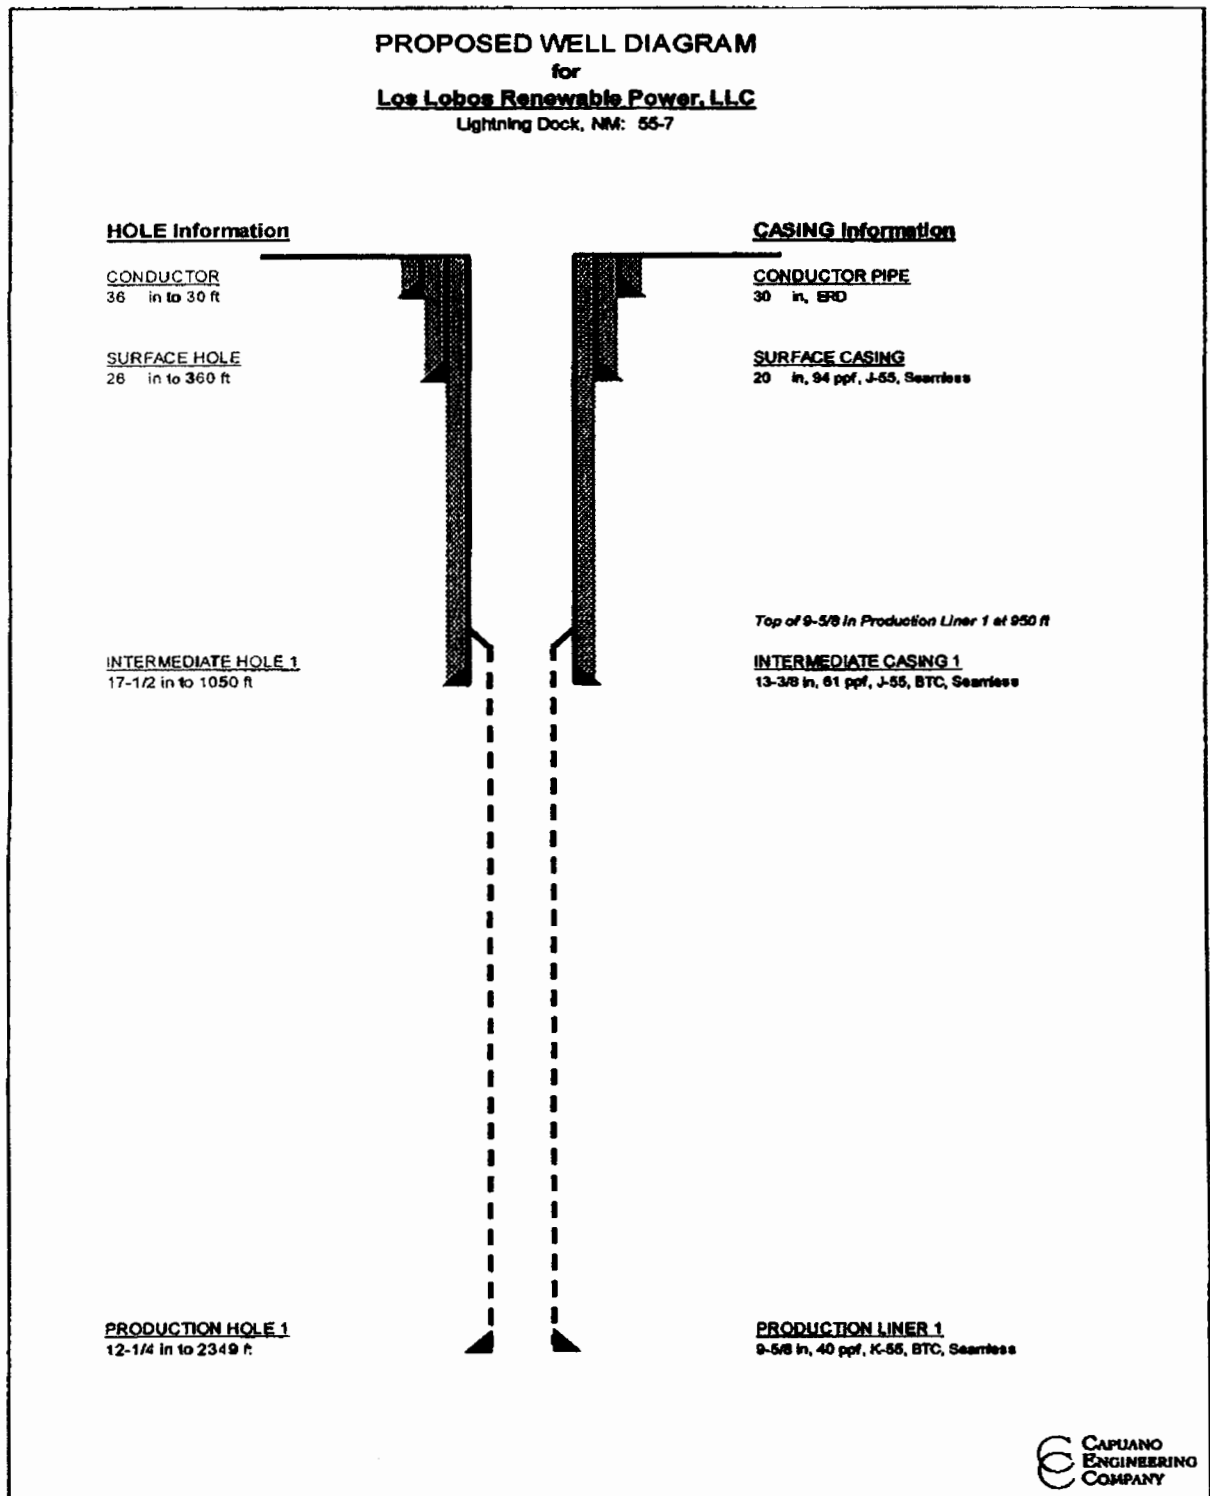 PROPOSED WELL DIAGRAM
for
Los Lobos Renewable Power, LLC
Lightning Dock, NM: 55-7
HOLE Information
CASING Information
CONDUCTOR
36 in to 30 ft
CONDUCTOR PIPE
30 in, ERD
SURFACE HOLE
26 in to 360 ft
SURFACE CASING
20 in, 94 ppf, J-55, Seamless
Top of 9-5/8 in Production Liner 1 at 950 ft
INTERMEDIATE HOLE 1
17-1/2 in to 1050 ft
INTERMEDIATE CASING 1
13-3/8 in, 61 ppf, J-55, BTC, Seamless
PRODUCTION HOLE 1
12-1/4 in to 2349 ft
PRODUCTION LINER 1
9-5/8 in, 40 ppf, K-55, BTC, Seamless
CAPUANO
ENGINEERING
COMPANY